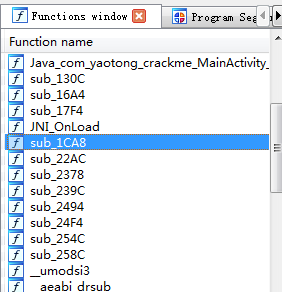 Functions window
Program Seg
Function name
Java_com_yaotong_crackme_MainActivity_
sub_130C
sub_16A4
sub_17F4
JNI_OnLoad
sub_1CA8
sub_22AC
sub_2378
sub_239C
sub_2494
sub_24F4
sub_254C
sub_258C
__umodsi3
__aeabi_drsub